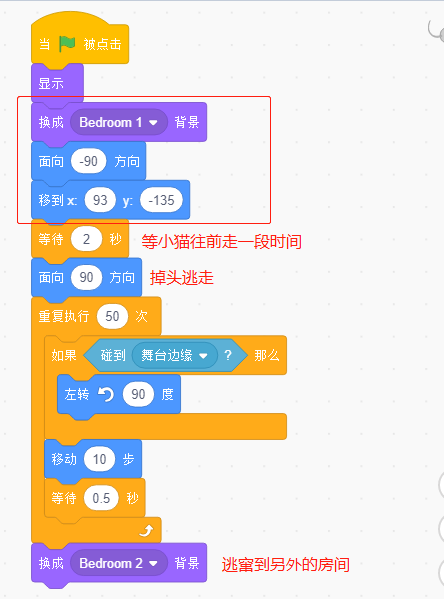 当 被点击
显示
换成 Bedroom 1 背景
面向 -90 方向
移到 x: 93 y: -135
等待 2 秒 等小猫往前走一段时间
面向 90 方向 掉头逃走
重复执行 50 次
如果 碰到 舞台边缘 ? 那么
左转 90 度
移动 10 步
等待 0.5 秒
换成 Bedroom 2 背景 逃窜到另外的房间